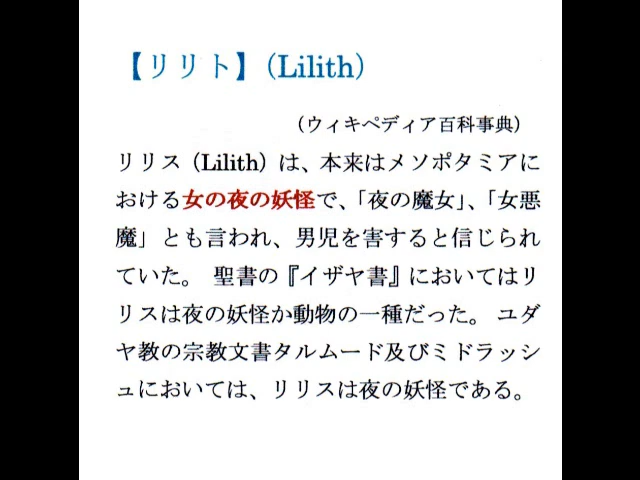 【リリト】（Lilith）
（ウィキペディア百科事典）
リリス（Lilith）は、本来はメソポタミアに
おける女の夜の妖怪で、「夜の魔女」、「女悪
魔」とも言われ、男児を害すると信じられ
ていた。 聖書の『イザヤ書』においてはリ
リスは夜の妖怪か動物の一種だった。 ユダ
ヤ教の宗教文書タルムード及びミドラッシ
ュにおいては、リリスは夜の妖怪である。